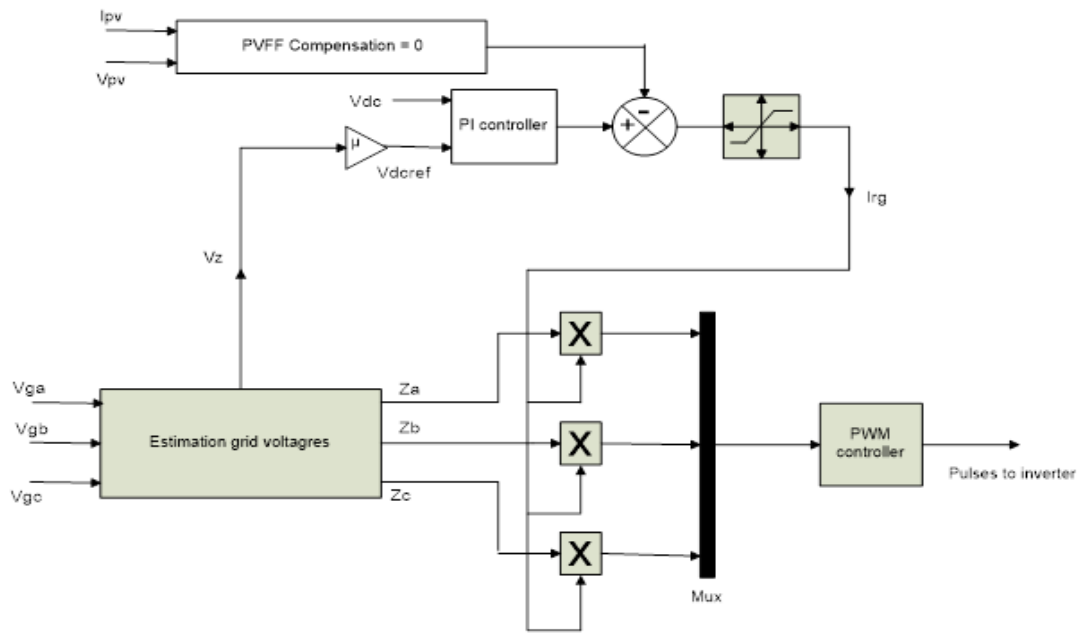 Ipv
PVFF Compensation = 0
Vpv
Vdc
PI controller
−
+
μ
Vdcref
Irg
Vz
X
Vga
Za
Vgb
Estimation grid voltagres
Zb
X
PWM
controller
Pulses to inverter
Vgc
Zc
X
Mux